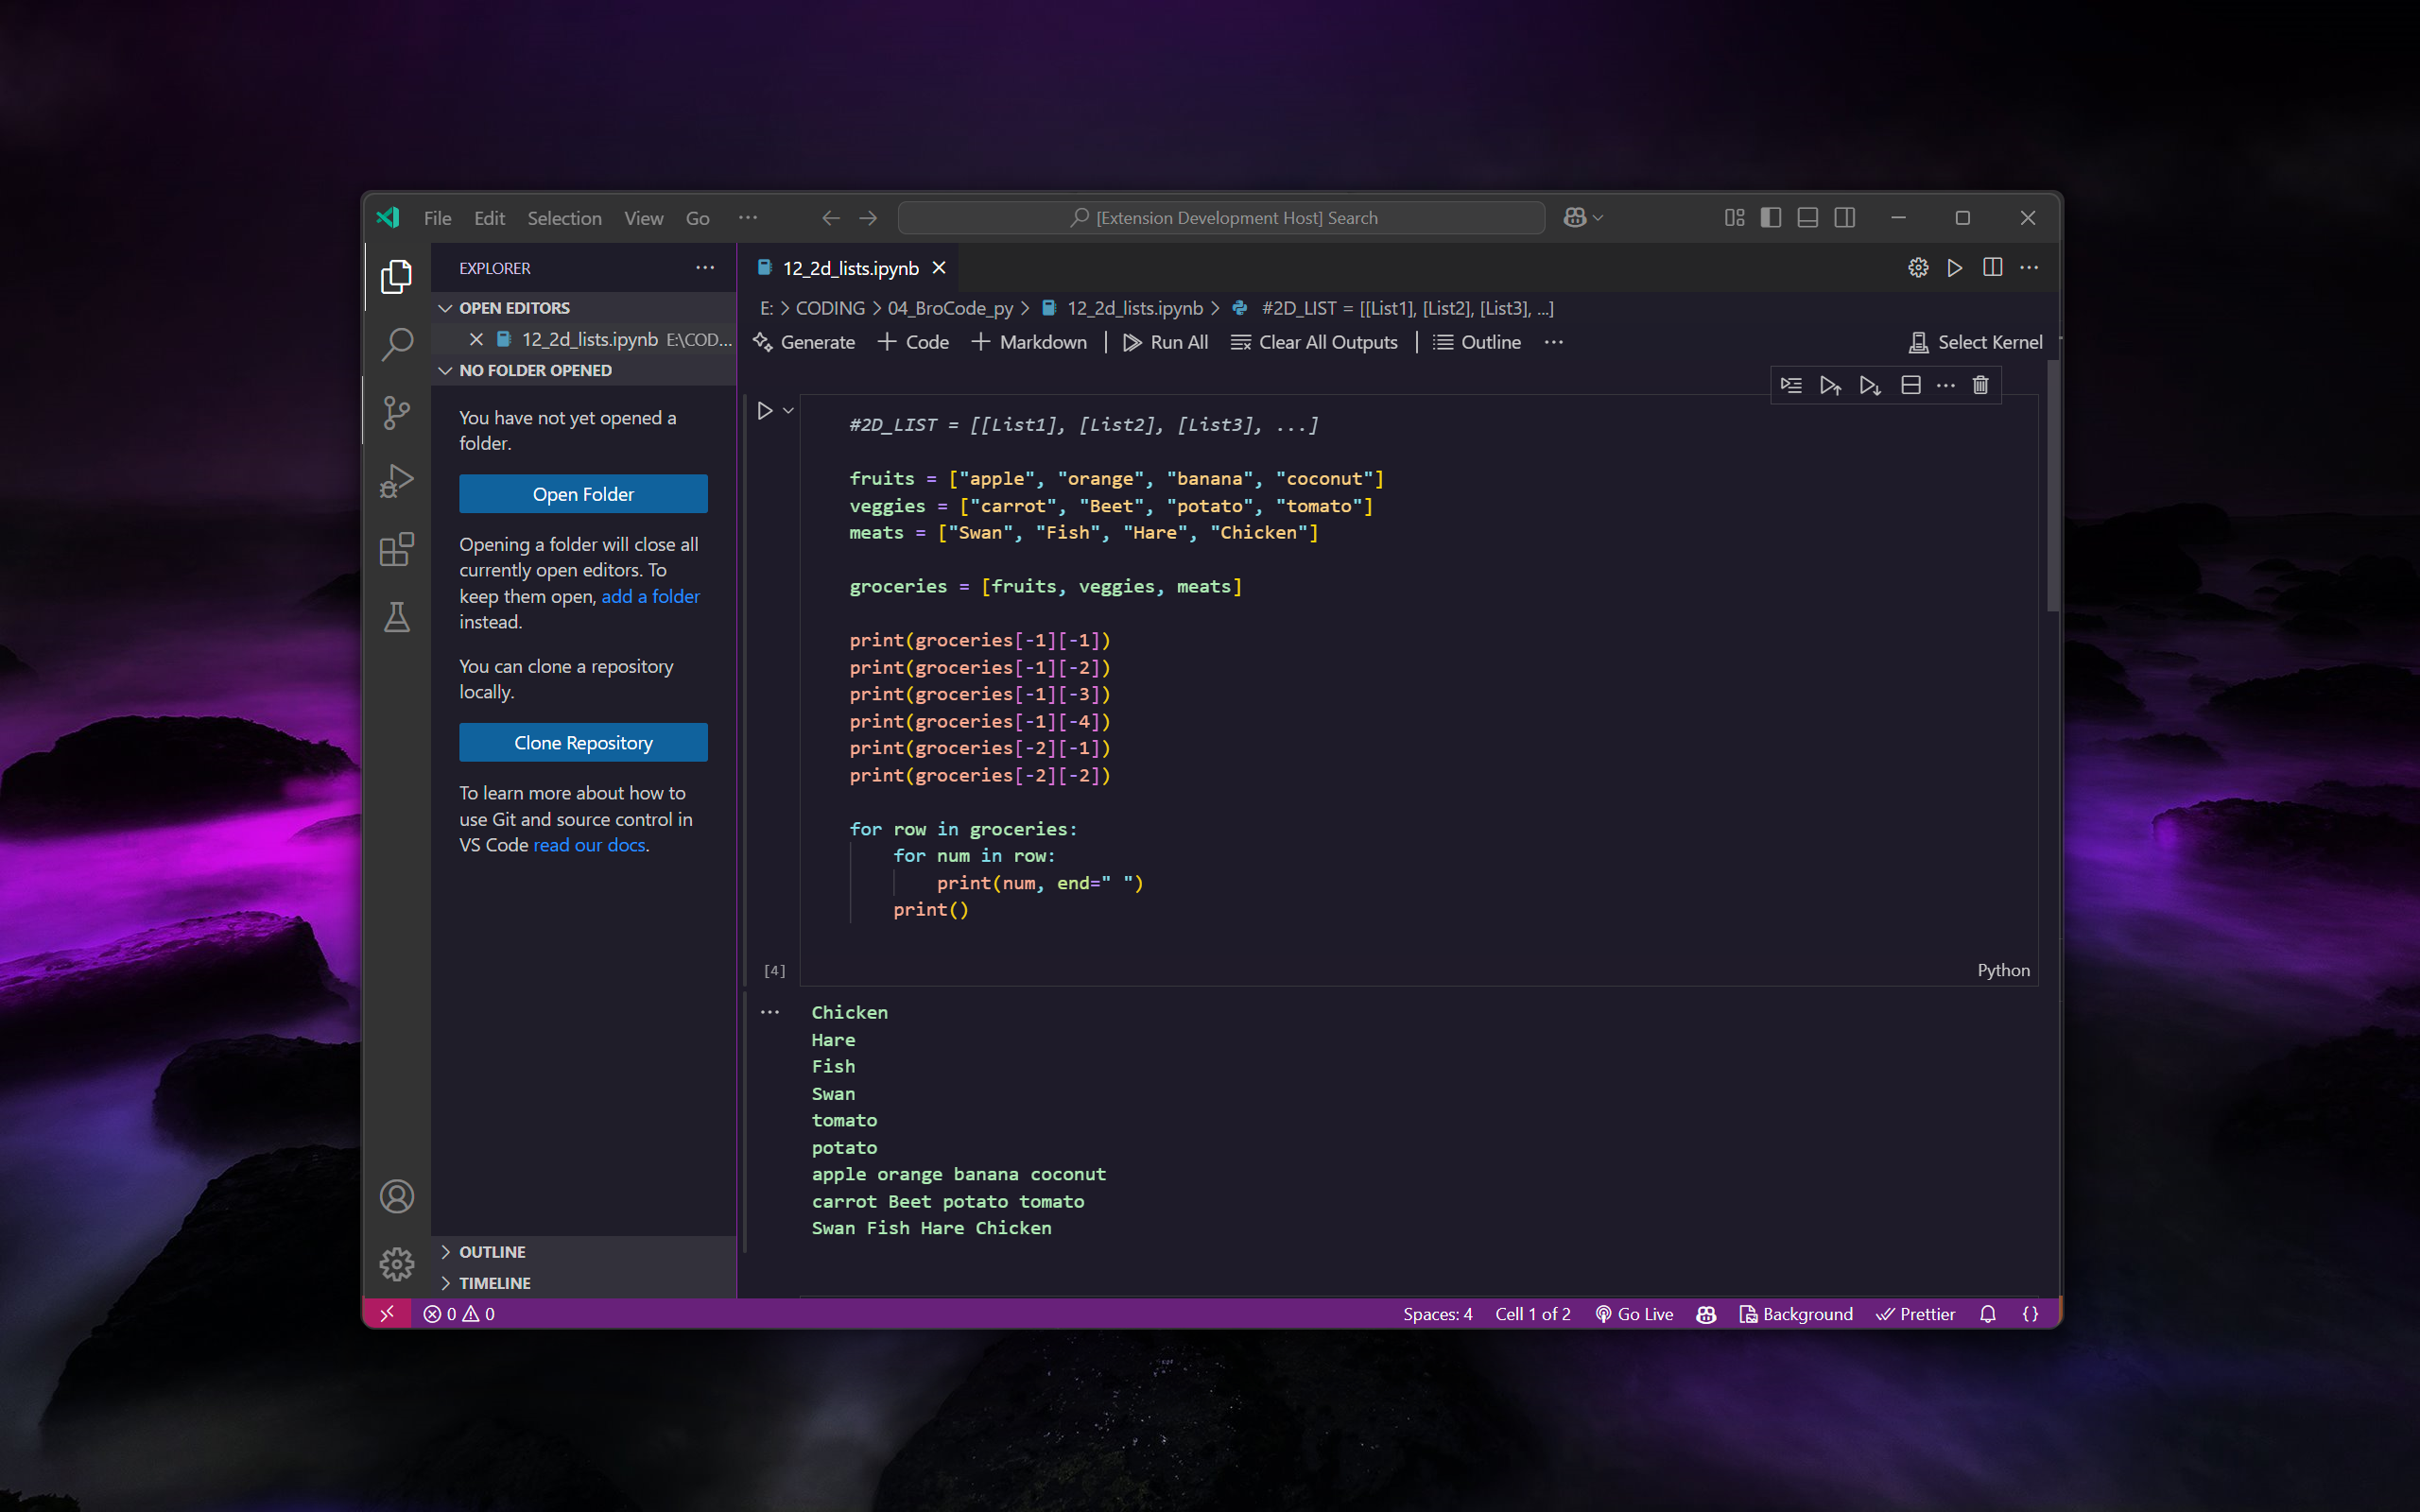 File Edit Selection View Go ··· [Extension Development Host] Search
EXPLORER ···
OPEN EDITORS
12_2d_lists.ipynb E:\COD...
NO FOLDER OPENED
You have not yet opened a
folder.
Open Folder
Opening a folder will close all
currently open editors. To
keep them open, add a folder
instead.
You can clone a repository
locally.
Clone Repository
To learn more about how to
use Git and source control in
VS Code read our docs.
OUTLINE
TIMELINE
12_2d_lists.ipynb
E: > CODING > 04_BroCode_py > 12_2d_lists.ipynb > #2D_LIST = [[List1], [List2], [List3], ...]
Generate + Code + Markdown | Run All Clear All Outputs | Outline ··· Select Kernel
#2D_LIST = [[List1], [List2], [List3], ...]
fruits = ["apple", "orange", "banana", "coconut"]
veggies = ["carrot", "Beet", "potato", "tomato"]
meats = ["Swan", "Fish", "Hare", "Chicken"]
groceries = [fruits, veggies, meats]
print(groceries[-1][-1])
print(groceries[-1][-2])
print(groceries[-1][-3])
print(groceries[-1][-4])
print(groceries[-2][-1])
print(groceries[-2][-2])
for row in groceries:
    for num in row:
        print(num, end=" ")
    print()
[4] Python
Chicken
Hare
Fish
Swan
tomato
potato
apple orange banana coconut
carrot Beet potato tomato
Swan Fish Hare Chicken
0 0 Spaces: 4 Cell 1 of 2 Go Live Background Prettier {}